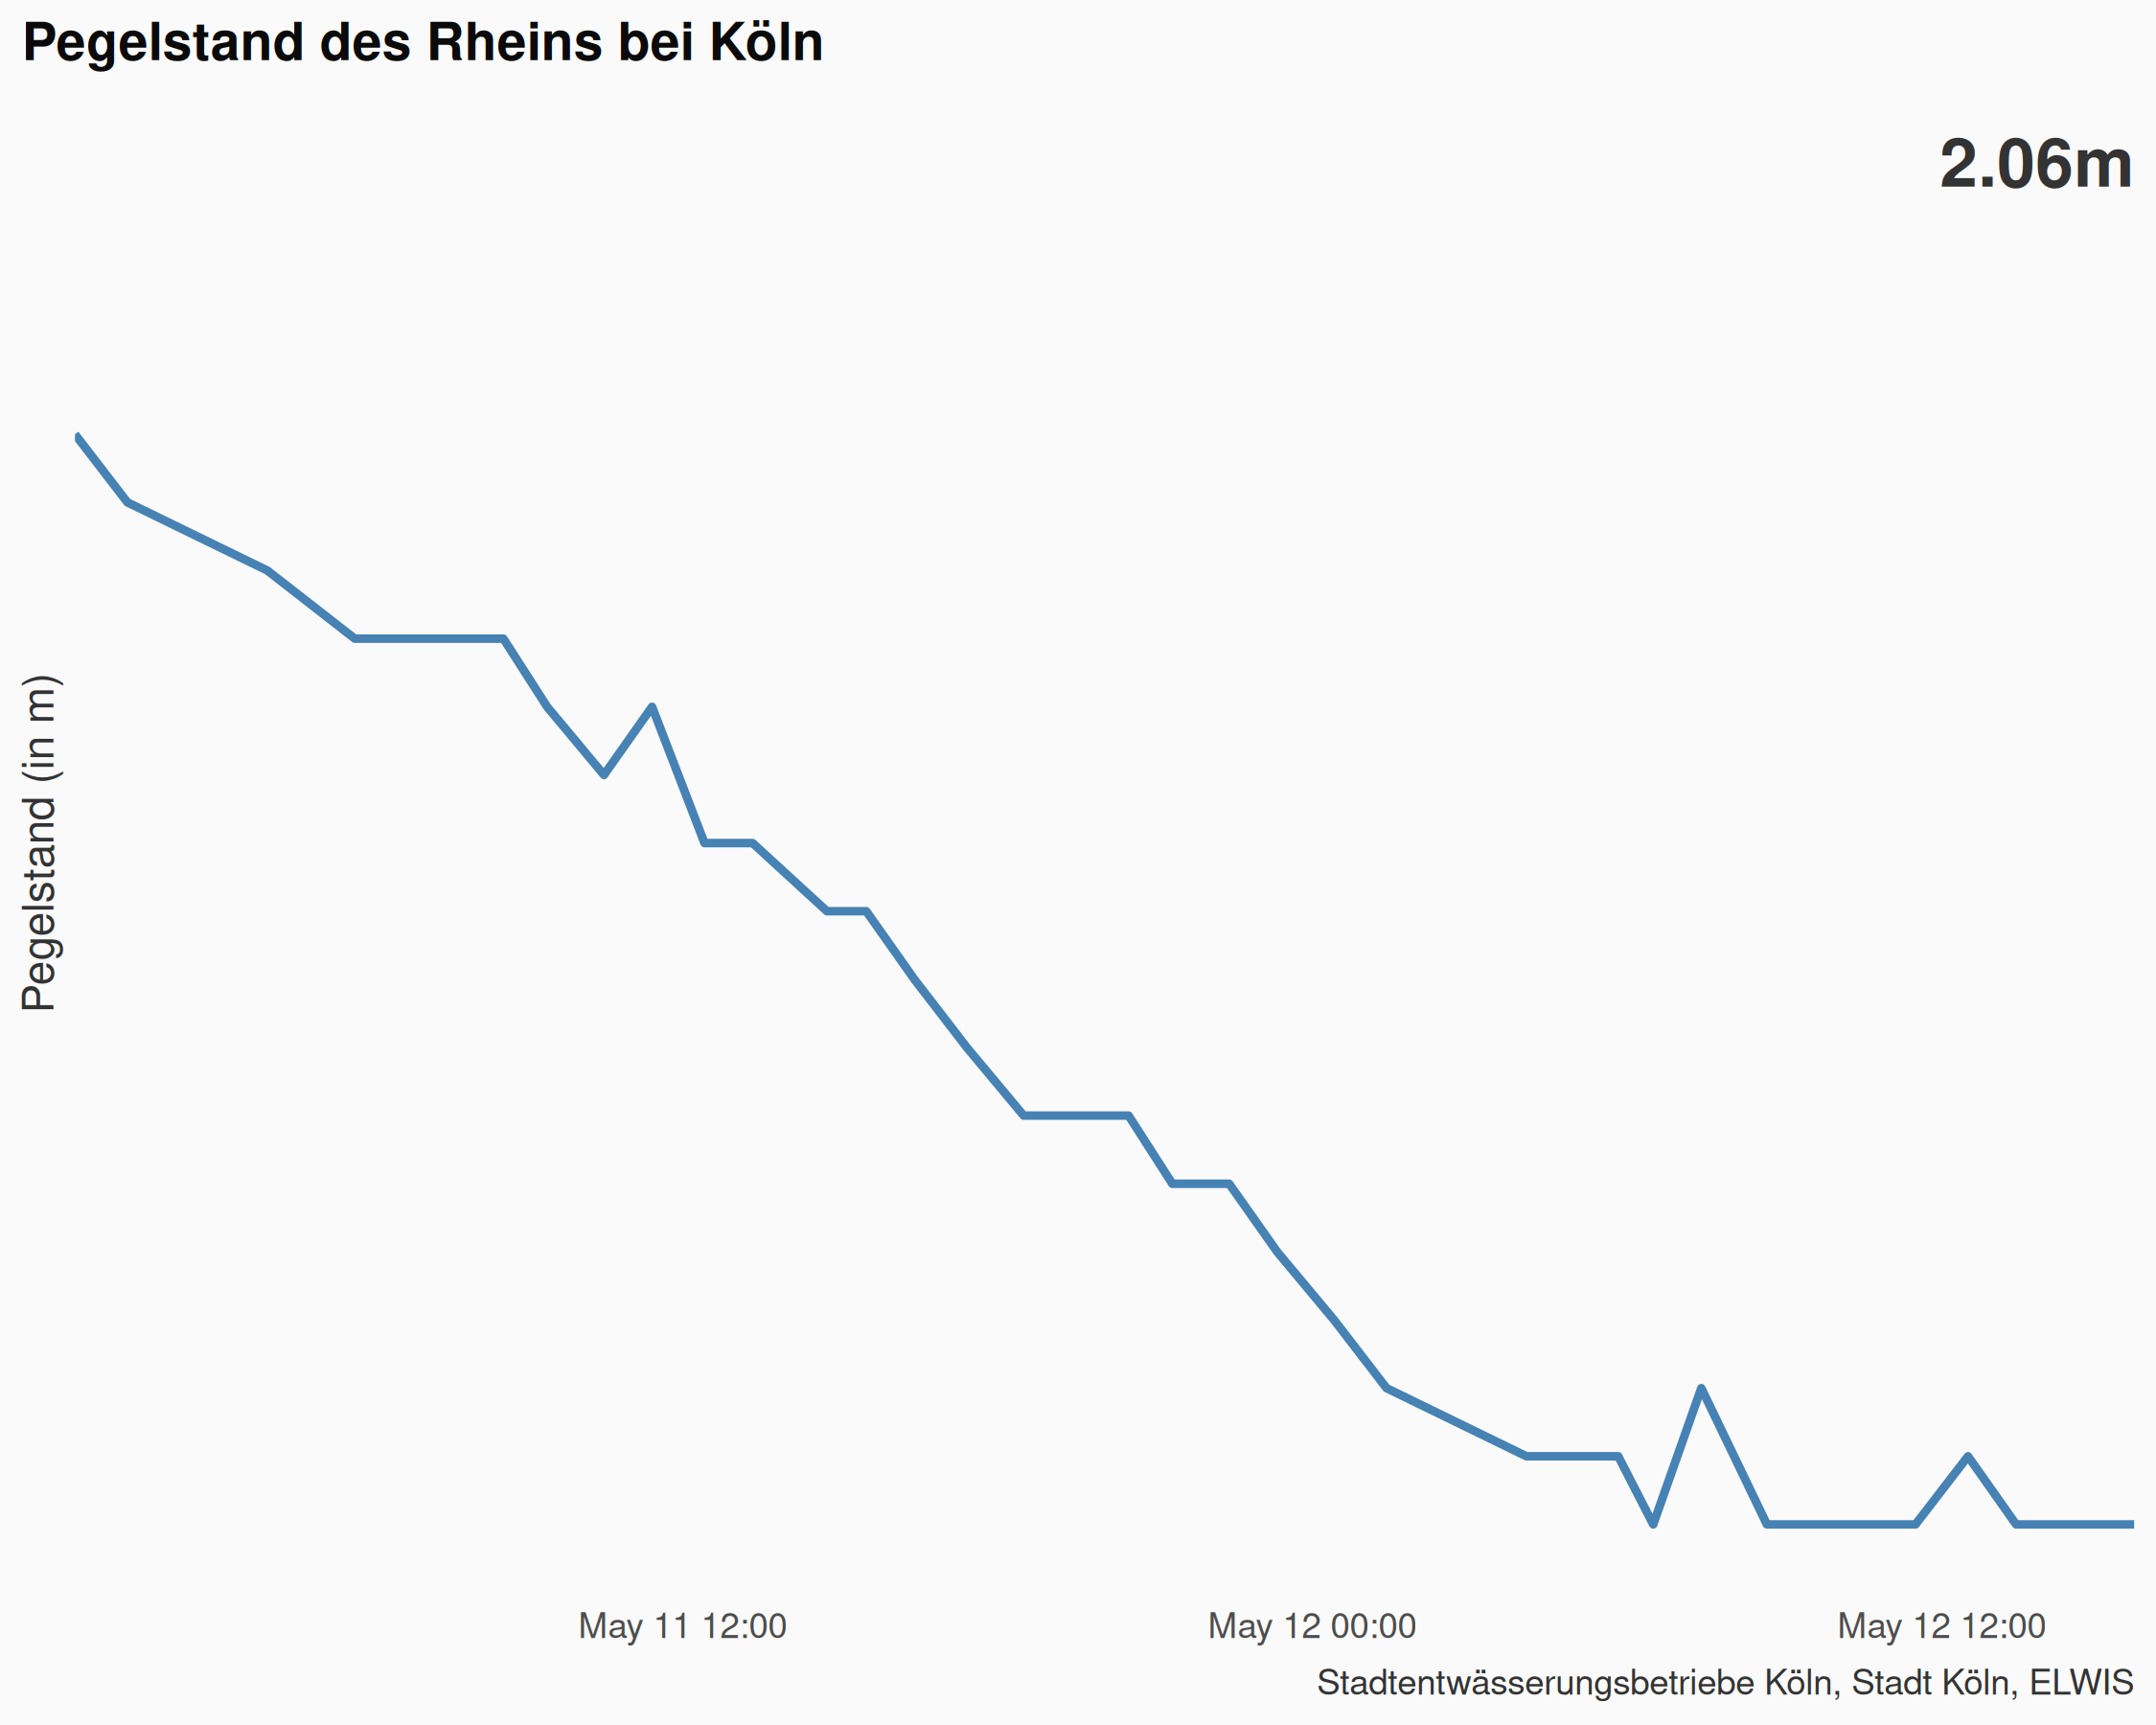 Pegelstand des Rheins bei Köln
2.06m
Pegelstand (in m)
May 11 12:00
May 12 00:00
May 12 12:00
Stadtentwässerungsbetriebe Köln, Stadt Köln, ELWIS